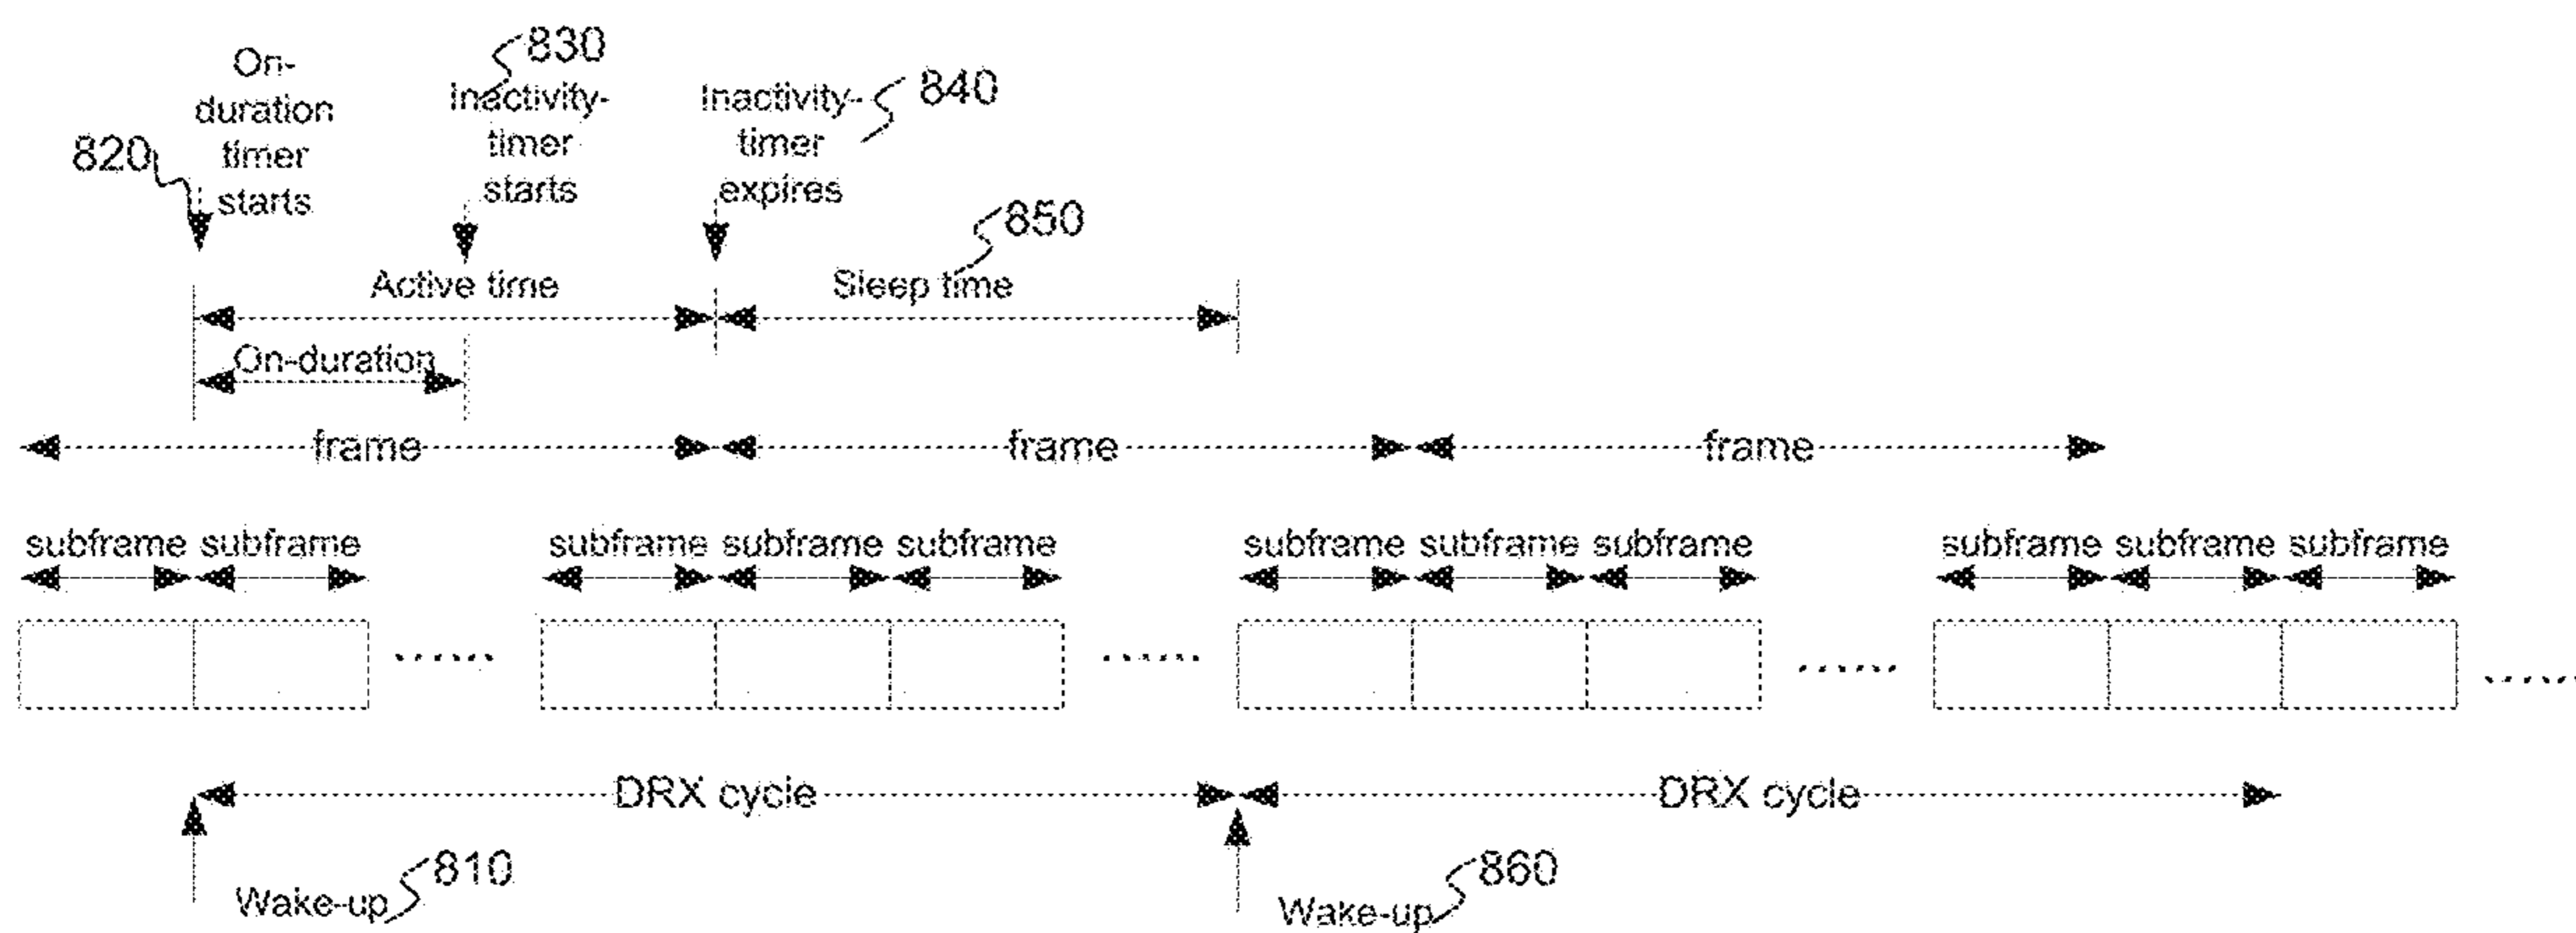 830
On-
duration
timer
starts
820
Inactivity-
timer
starts
Inactivity-
timer
expires
840
850
Active time
Sleep time
On-duration
frame frame frame
subframe subframe subframe subframe subframe subframe subframe subframe subframe subframe subframe
...... ...... ...... ......
DRX cycle DRX cycle
Wake-up 810
Wake-up 860